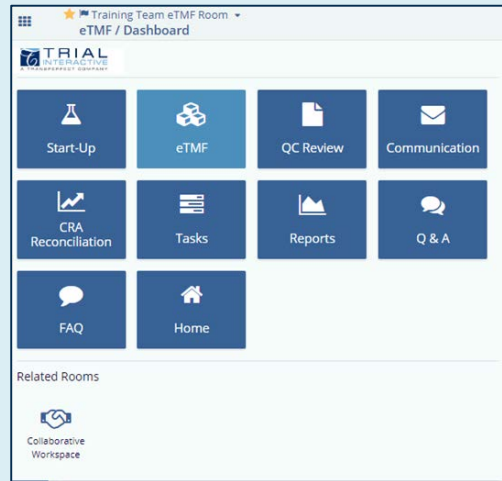 Training Team eTMF Room
eTMF / Dashboard
TRIAL
INTERACTIVE
A TRANSPERFECT COMPANY
Start-Up
eTMF
QC Review
Communication
CRA
Reconciliation
Tasks
Reports
Q & A
FAQ
Home
Related Rooms
Collaborative
Workspace